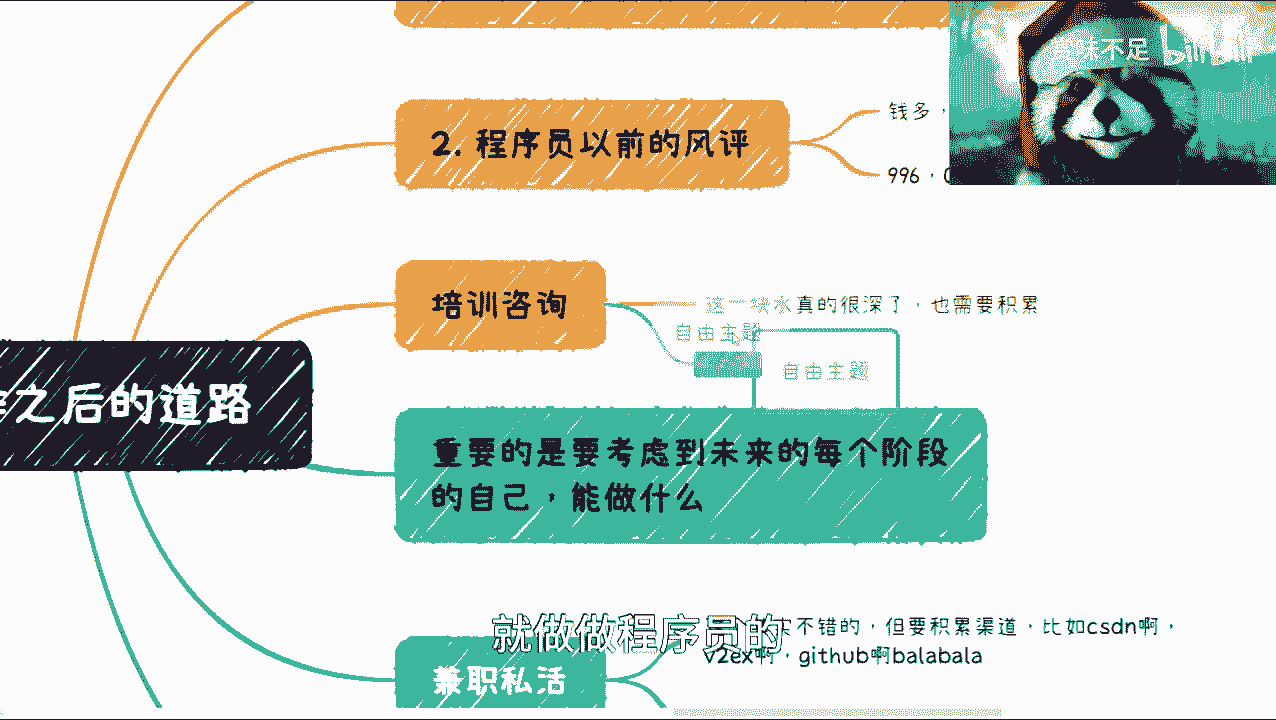 味不足 bilibili
2. 程序员以前的风评
钱多，
996，
培训咨询
这一块水真的很深了，也需要积累
自由主题
自由主题
之后的道路
重要的是要考虑到未来的每个阶段
的自己，能做什么
就做做程序员的
实不错的，但要积累渠道，比如csdn啊，
v2ex啊，github啊balabala
兼职私活